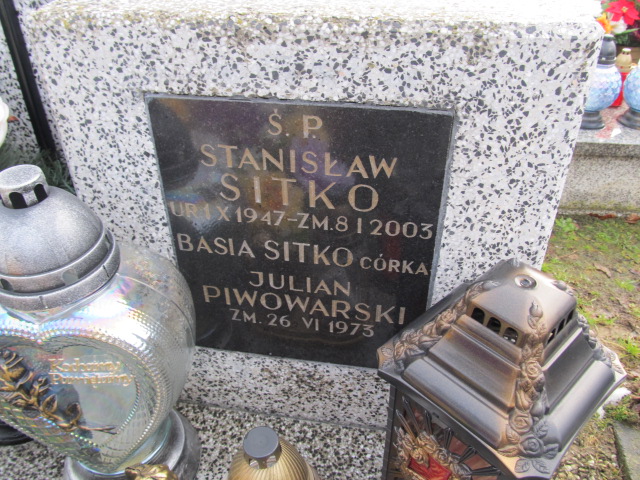 Ś. P.
STANISŁAW
SITKO
UR. 1 X 1947 - ZM. 8 I 2003
BASIA SITKO CÓRKA
JULIAN
PIWOWARSKI
ZM. 26 VI 1973